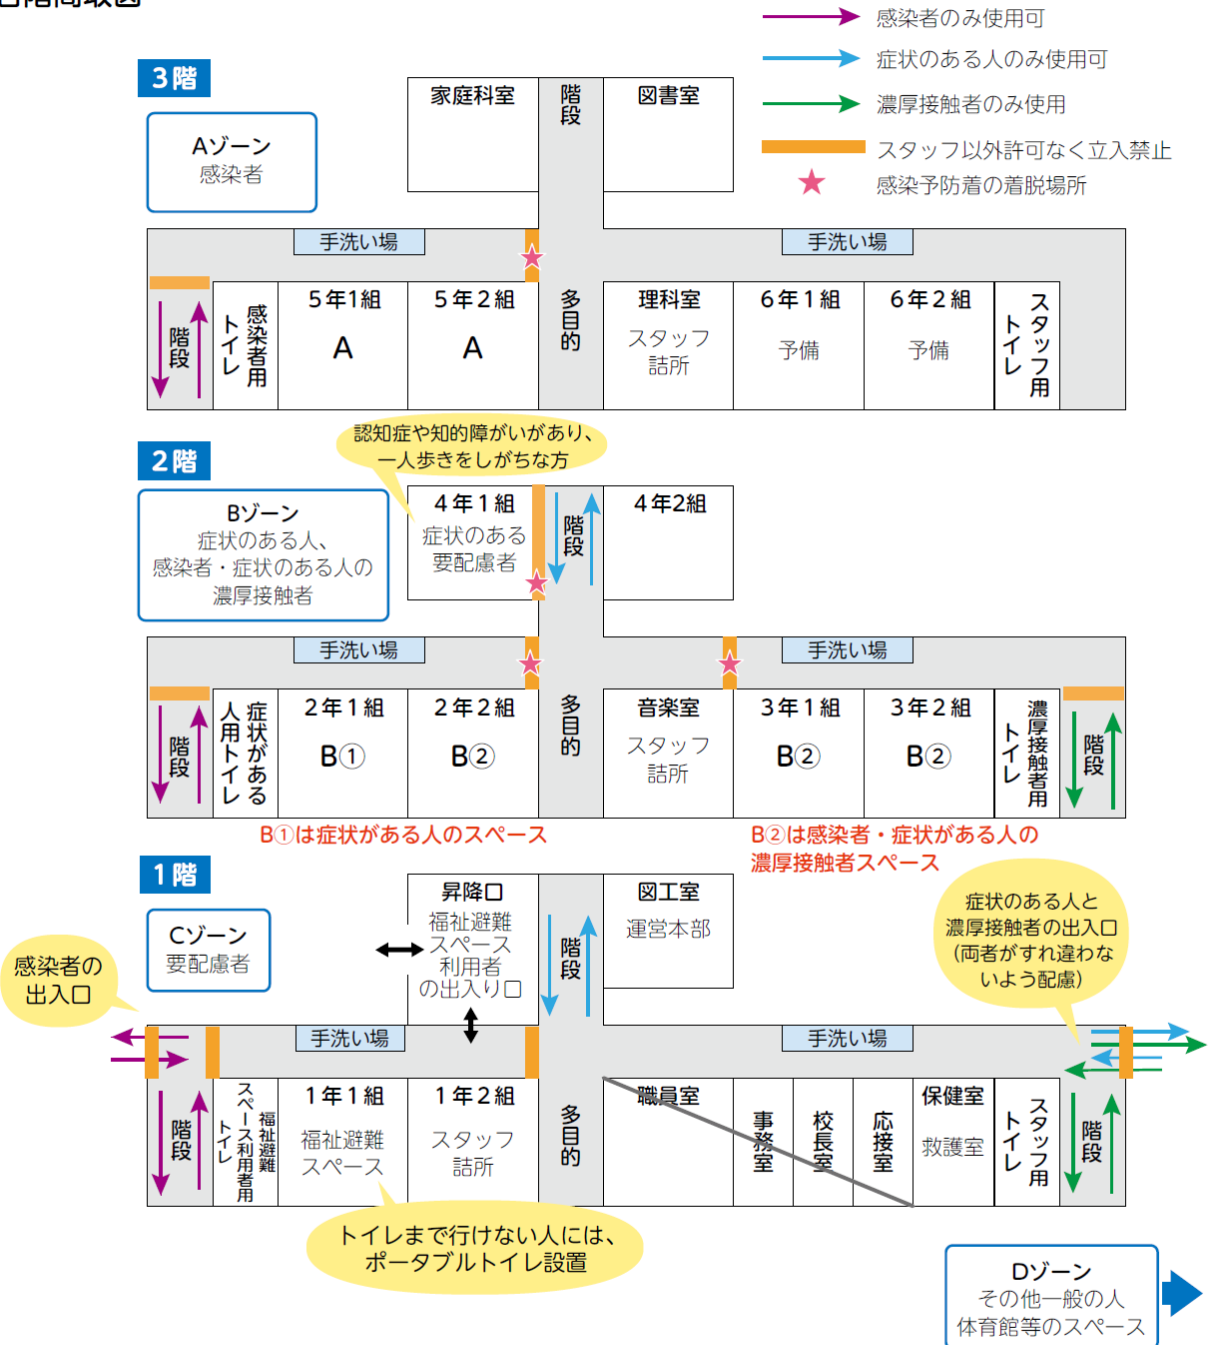 各階間取図
感染者のみ使用可
症状のある人のみ使用可
濃厚接触者のみ使用
スタッフ以外許可なく立入禁止
感染予防着の着脱場所
3階
Aゾーン
感染者
家庭科室
階段
図書室
手洗い場
手洗い場
階段
感染者用
トイレ
5年1組
A
5年2組
A
多目的
理科室
スタッフ
詰所
6年1組
予備
6年2組
予備
スタッフ用
トイレ
認知症や知的障がいがあり、
一人歩きをしがちな方
2階
Bゾーン
症状のある人、
感染者・症状のある人の
濃厚接触者
4年1組
症状のある
要配慮者
階段
4年2組
手洗い場
手洗い場
階段
症状がある
人用トイレ
2年1組
B①
2年2組
B②
多目的
音楽室
スタッフ
詰所
3年1組
B②
3年2組
B②
濃厚接触者用
トイレ
階段
B①は症状がある人のスペース
B②は感染者・症状がある人の
濃厚接触者スペース
1階
Cゾーン
要配慮者
感染者の
出入口
昇降口
福祉避難
スペース
利用者
の出入り口
階段
図工室
運営本部
症状のある人と
濃厚接触者の出入口
(両者がすれ違わな
いよう配慮)
手洗い場
手洗い場
階段
福祉避難
スペース利用者用
トイレ
1年1組
福祉避難
スペース
1年2組
スタッフ
詰所
多目的
職員室
事務室
校長室
応接室
保健室
救護室
スタッフ用
トイレ
階段
トイレまで行けない人には、
ポータブルトイレ設置
Dゾーン
その他一般の人
体育館等のスペース